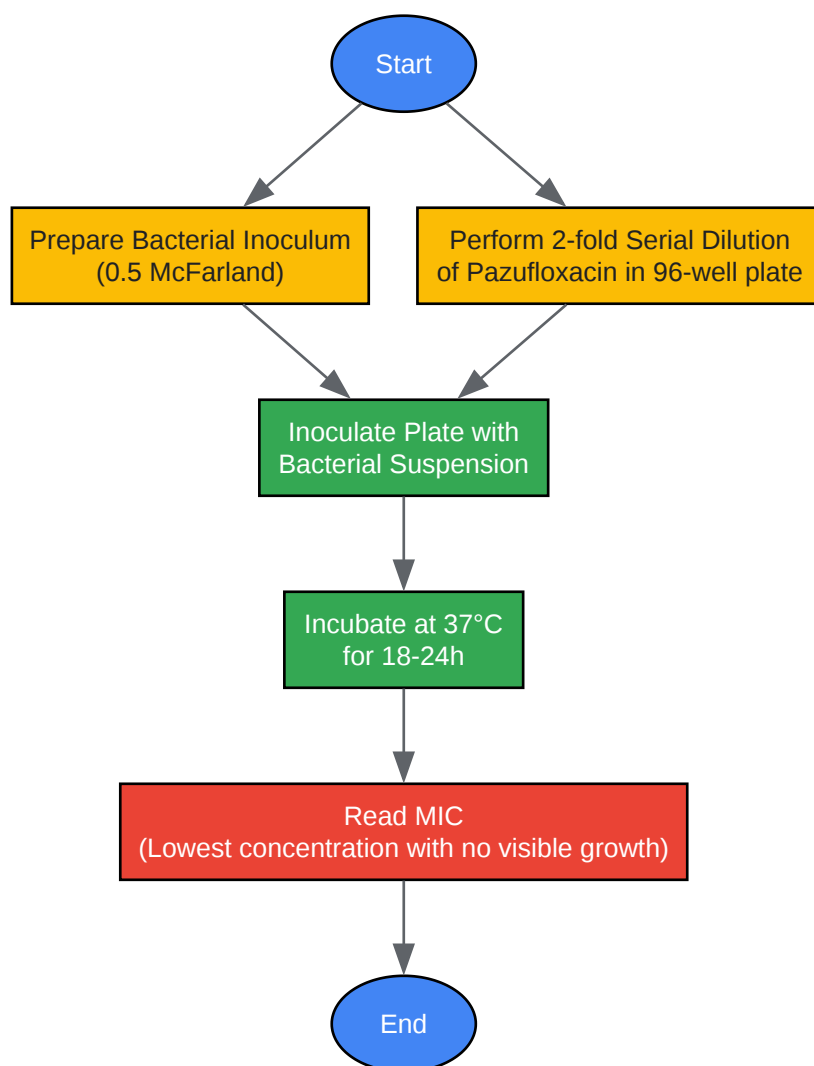 Start
Prepare Bacterial Inoculum
(0.5 McFarland)
Perform 2-fold Serial Dilution
of Pazufloxacin in 96-well plate
Inoculate Plate with
Bacterial Suspension
Incubate at 37°C
for 18-24h
Read MIC
(Lowest concentration with no visible growth)
End